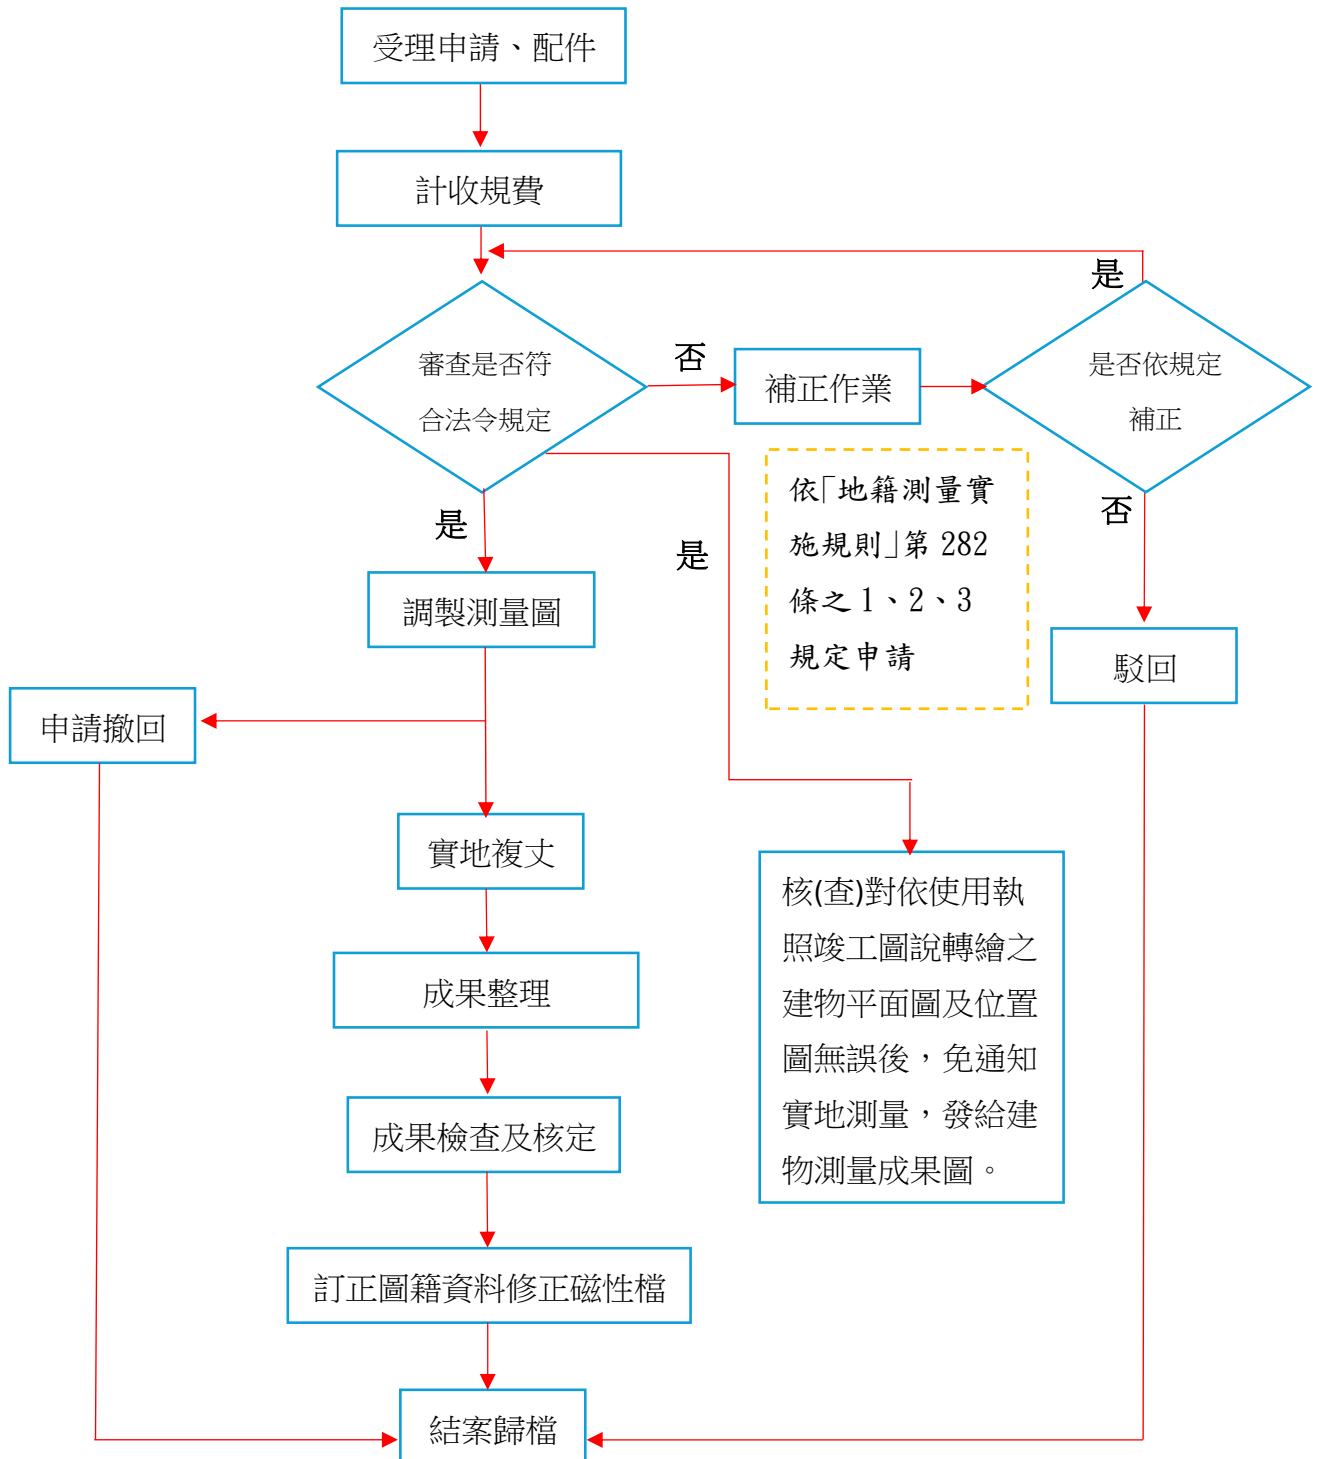 受理申請、配件
計收規費
是
審查是否符
合法令規定
否
補正作業
是否依規定
補正
依「地籍測量實
施規則」第 282
條之 1、2、3
規定申請
否
是
是
調製測量圖
駁回
申請撤回
實地複丈
核(查)對依使用執
照竣工圖說轉繪之
建物平面圖及位置
圖無誤後，免通知
實地測量，發給建
物測量成果圖。
成果整理
成果檢查及核定
訂正圖籍資料修正磁性檔
結案歸檔